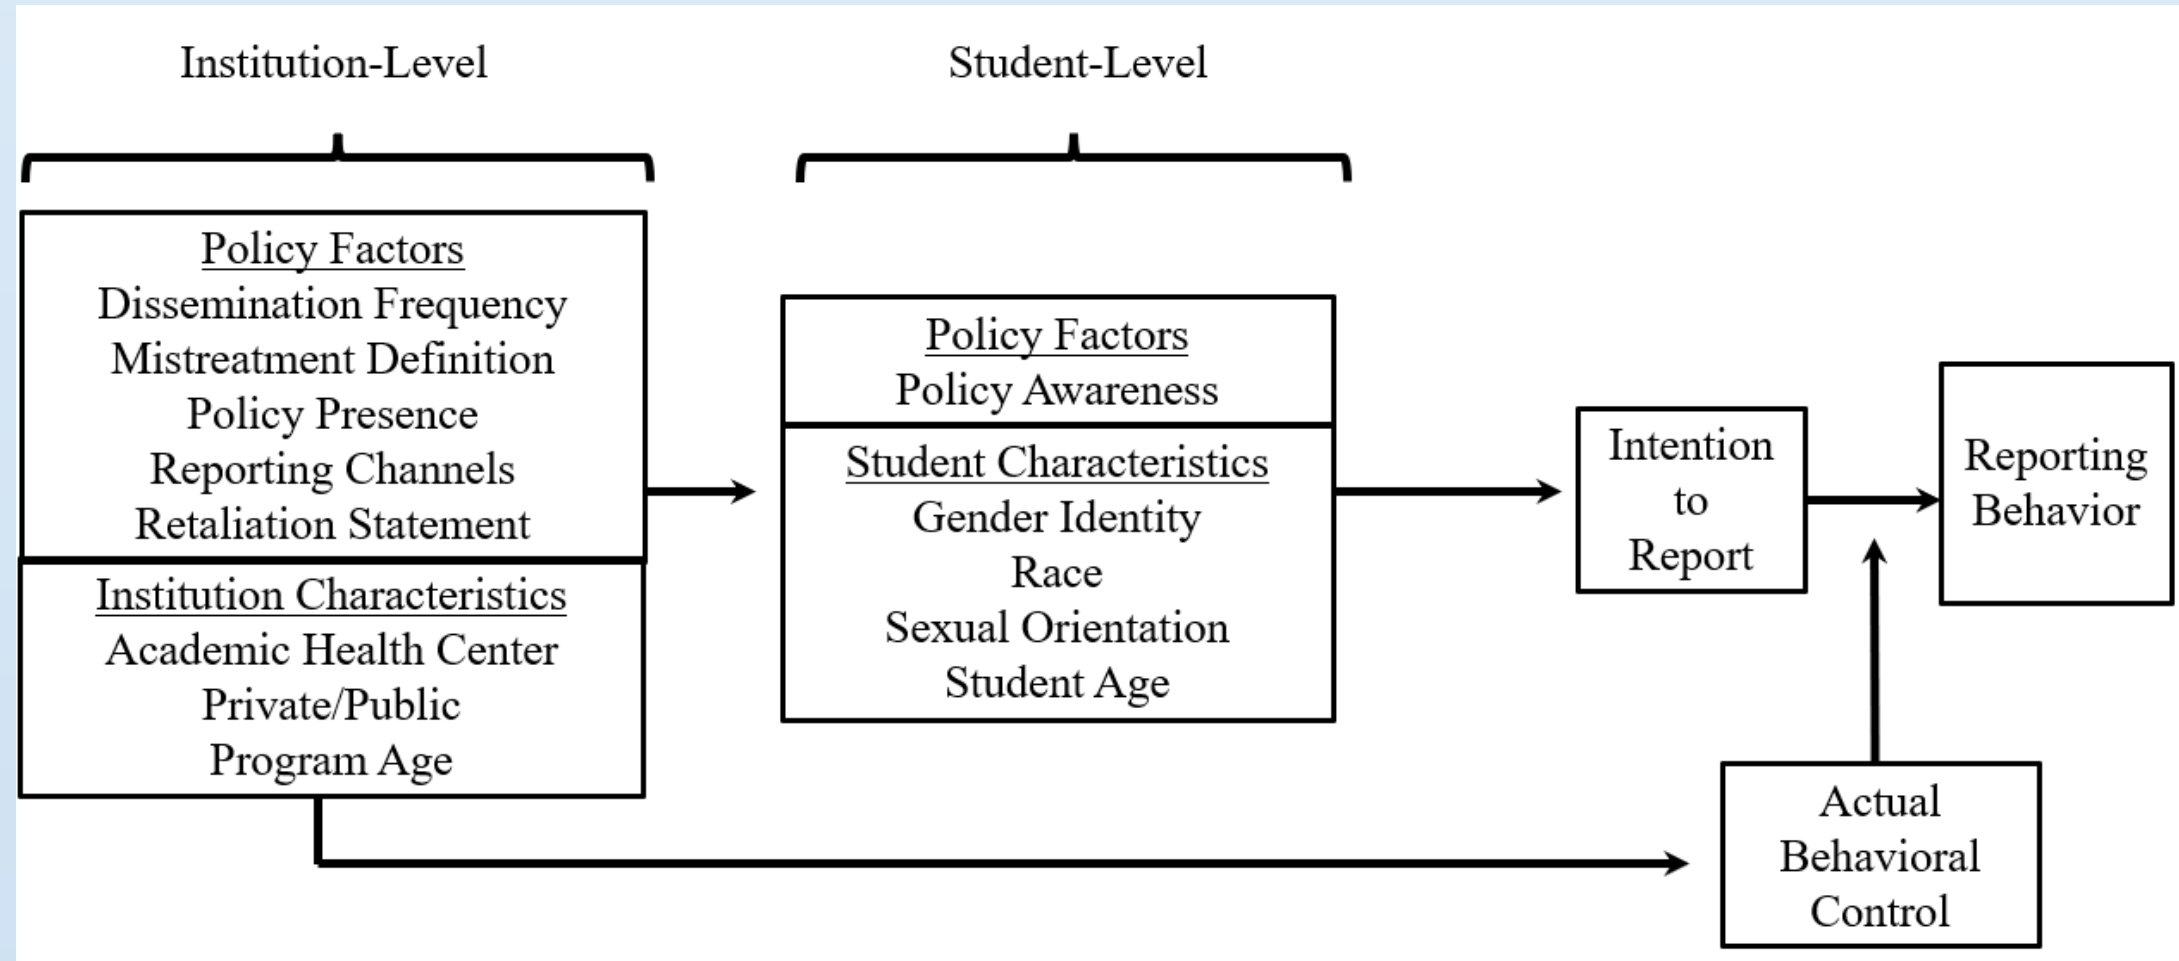 Institution-Level
Student-Level
Policy Factors
Dissemination Frequency
Mistreatment Definition
Policy Presence
Reporting Channels
Retaliation Statement
Institution Characteristics
Academic Health Center
Private/Public
Program Age
Policy Factors
Policy Awareness
Student Characteristics
Gender Identity
Race
Sexual Orientation
Student Age
Intention
to
Report
Reporting
Behavior
Actual
Behavioral
Control